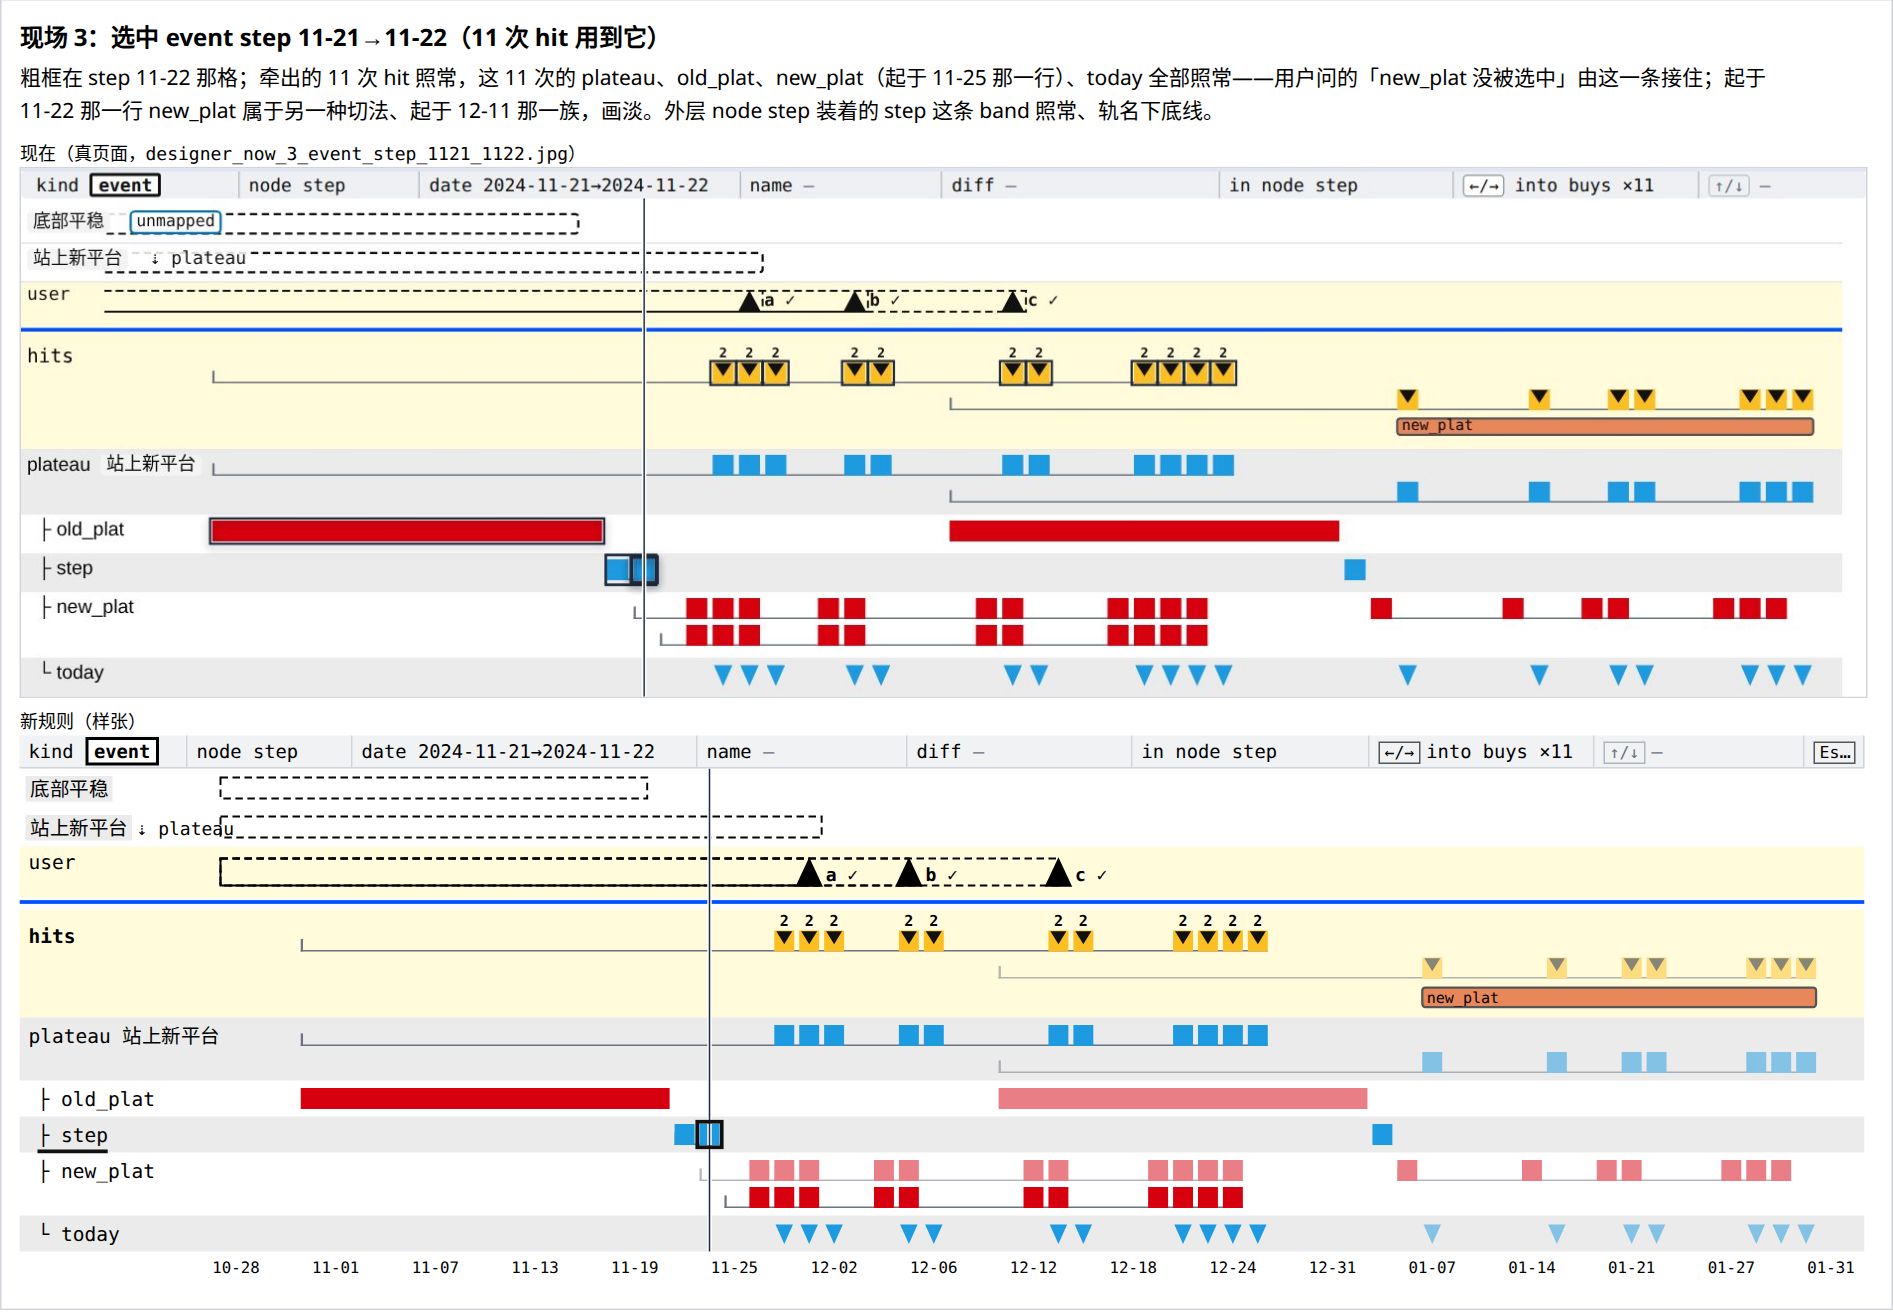 现场 3：选中 event step 11-21→11-22（11 次 hit 用到它）
粗框在 step 11-22 那格；牵出的 11 次 hit 照常，这 11 次的 plateau、old_plat、new_plat（起于 11-25 那一行）、today 全部照常——用户问的「new_plat 没被选中」由这一条接住；起于
11-22 那一行 new_plat 属于另一种切法、起于 12-11 那一族，画淡。外层 node step 装着的 step 这条 band 照常、轨名下底线。
现在（真页面，designer_now_3_event_step_1121_1122.jpg）
kind event node step date 2024-11-21→2024-11-22 name — diff — in node step ←/→ into buys ×11 ↑/↓ —
底部平稳 unmapped
站上新平台 ⇣ plateau
user a ✓ b ✓ c ✓
hits 2 2 2 2 2 2 2 2 2 2 2
new_plat
plateau 站上新平台
├ old_plat
├ step
├ new_plat
└ today
新规则（样张）
kind event node step date 2024-11-21→2024-11-22 name — diff — in node step ←/→ into buys ×11 ↑/↓ — Es…
底部平稳
站上新平台 ⇣ plateau
user a ✓ b ✓ c ✓
2 2 2 2 2 2 2 2 2 2 2
hits
new_plat
plateau 站上新平台
├ old_plat
├ step
├ new_plat
└ today
10-28 11-01 11-07 11-13 11-19 11-25 12-02 12-06 12-12 12-18 12-24 12-31 01-07 01-14 01-21 01-27 01-31